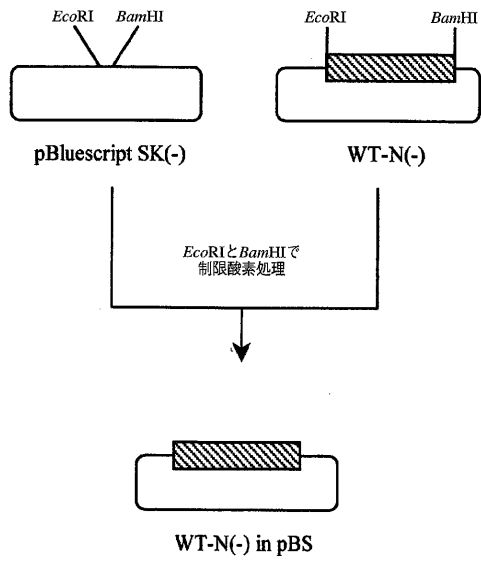 EcoRI BamHI
EcoRI BamHI
pBluescript SK(-)
WT-N(-)
EcoRIとBamHIで
制限酸素処理
WT-N(-) in pBS